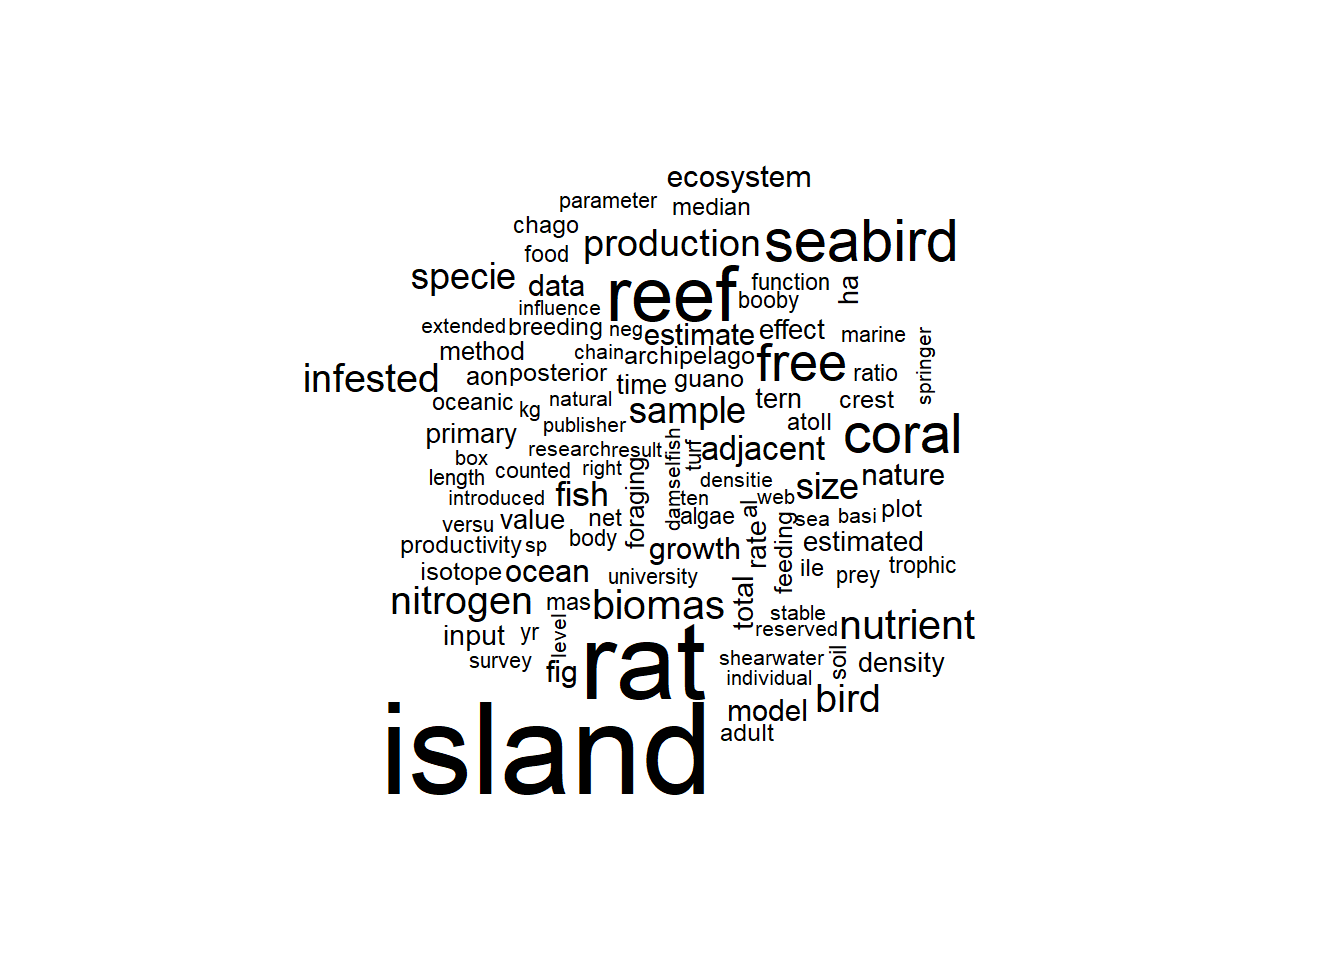 ecosystem
parameter
median
chago
production
seabird
food
specie
data
reef
function
booby
ha
influence
extended
breeding
neg
estimate
effect
marine
springer
method
chain
archipelago
free
ratio
infested
aon
posterior
time
guano
oceanic
kg
natural
sample
tern
crest
primary
publisher
atoll
coral
research
result
damselfish
turf
adjacent
box
length
counted
right
foraging
densitie
nature
introduced
fish
ten
web
size
versu
value
net
algae
al
sea
basi
plot
productivity
sp
body
growth
rate
feeding
estimated
isotope
ocean
university
ile
prey
trophic
nitrogen
mas
biomas
total
stable
reserved
nutrient
input
yr
level
rat
survey
fig
shearwater
soil
density
individual
island
model
bird
adult